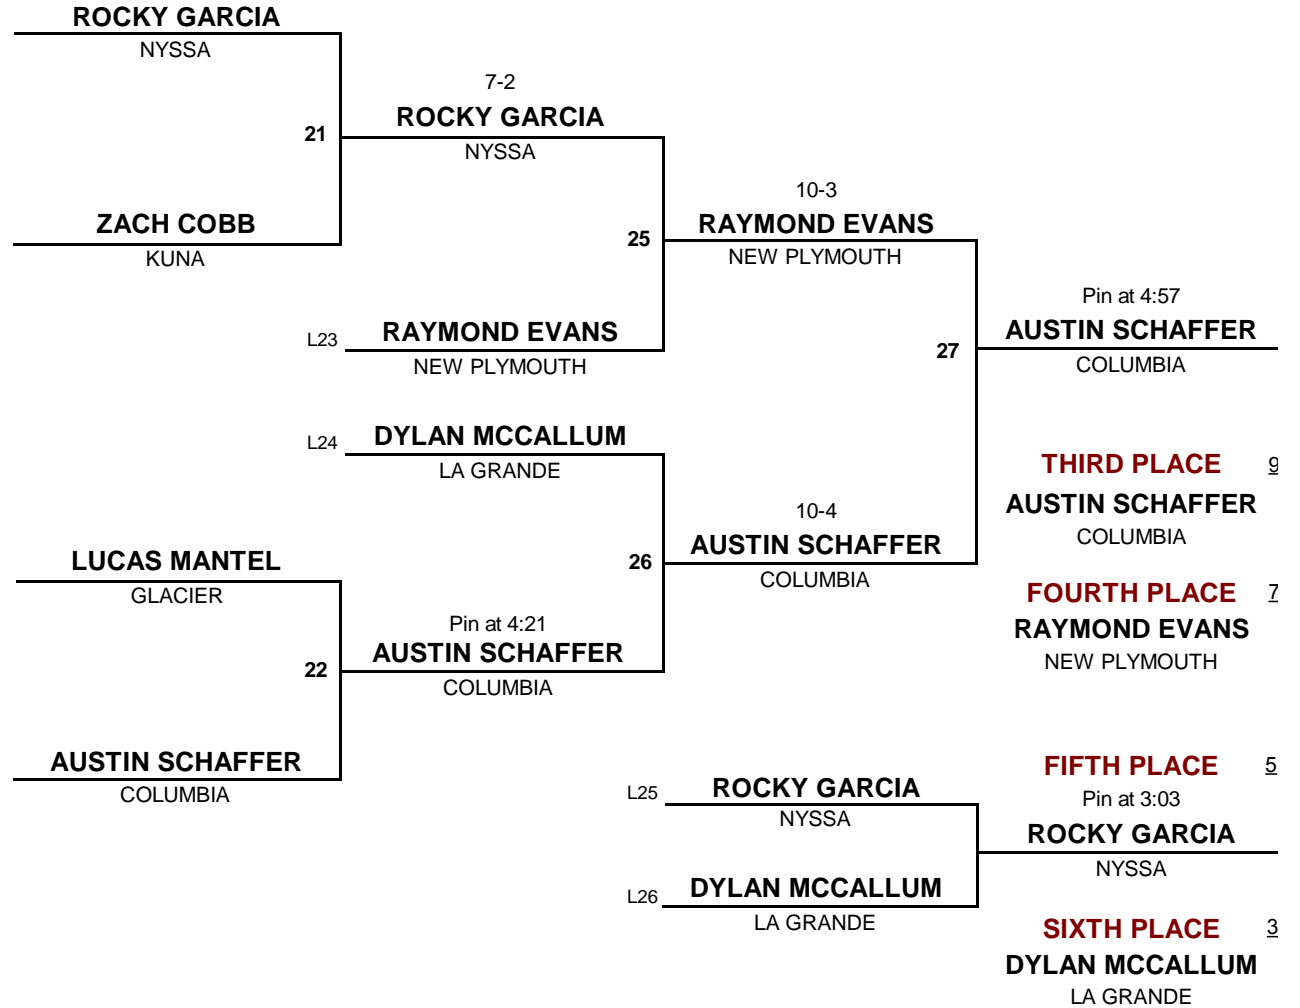 ROCKY GARCIA
NYSSA
7-2
21
ROCKY GARCIA
NYSSA
10-3
ZACH COBB
KUNA
25
RAYMOND EVANS
NEW PLYMOUTH
Pin at 4:57
L23
RAYMOND EVANS
NEW PLYMOUTH
27
AUSTIN SCHAFFER
COLUMBIA
L24
DYLAN MCCALLUM
LA GRANDE
THIRD PLACE 9
AUSTIN SCHAFFER
COLUMBIA
10-4
LUCAS MANTEL
GLACIER
26
AUSTIN SCHAFFER
COLUMBIA
FOURTH PLACE 7
RAYMOND EVANS
NEW PLYMOUTH
Pin at 4:21
22
AUSTIN SCHAFFER
COLUMBIA
AUSTIN SCHAFFER
COLUMBIA
FIFTH PLACE 5
L25
ROCKY GARCIA
NYSSA
Pin at 3:03
ROCKY GARCIA
NYSSA
L26
DYLAN MCCALLUM
LA GRANDE
SIXTH PLACE 3
DYLAN MCCALLUM
LA GRANDE